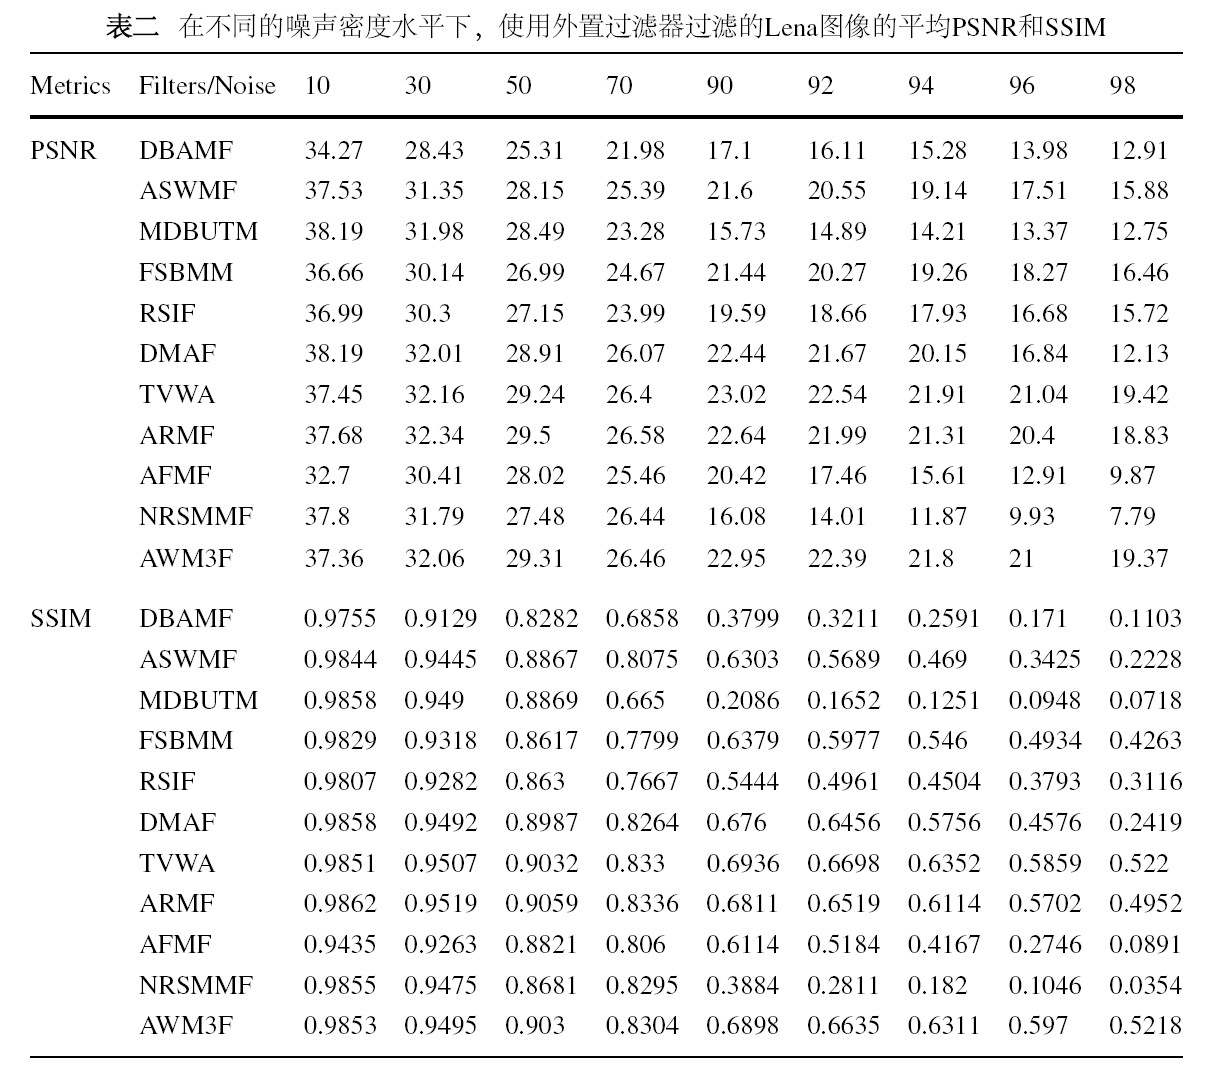 表二 在不同的噪声密度水平下，使用外置过滤器过滤的Lena图像的平均PSNR和SSIM
Metrics Filters/Noise 10 30 50 70 90 92 94 96 98
PSNR DBAMF 34.27 28.43 25.31 21.98 17.1 16.11 15.28 13.98 12.91
ASWMF 37.53 31.35 28.15 25.39 21.6 20.55 19.14 17.51 15.88
MDBUTM 38.19 31.98 28.49 23.28 15.73 14.89 14.21 13.37 12.75
FSBMM 36.66 30.14 26.99 24.67 21.44 20.27 19.26 18.27 16.46
RSIF 36.99 30.3 27.15 23.99 19.59 18.66 17.93 16.68 15.72
DMAF 38.19 32.01 28.91 26.07 22.44 21.67 20.15 16.84 12.13
TVWA 37.45 32.16 29.24 26.4 23.02 22.54 21.91 21.04 19.42
ARMF 37.68 32.34 29.5 26.58 22.64 21.99 21.31 20.4 18.83
AFMF 32.7 30.41 28.02 25.46 20.42 17.46 15.61 12.91 9.87
NRSMMF 37.8 31.79 27.48 26.44 16.08 14.01 11.87 9.93 7.79
AWM3F 37.36 32.06 29.31 26.46 22.95 22.39 21.8 21 19.37
SSIM DBAMF 0.9755 0.9129 0.8282 0.6858 0.3799 0.3211 0.2591 0.171 0.1103
ASWMF 0.9844 0.9445 0.8867 0.8075 0.6303 0.5689 0.469 0.3425 0.2228
MDBUTM 0.9858 0.949 0.8869 0.665 0.2086 0.1652 0.1251 0.0948 0.0718
FSBMM 0.9829 0.9318 0.8617 0.7799 0.6379 0.5977 0.546 0.4934 0.4263
RSIF 0.9807 0.9282 0.863 0.7667 0.5444 0.4961 0.4504 0.3793 0.3116
DMAF 0.9858 0.9492 0.8987 0.8264 0.676 0.6456 0.5756 0.4576 0.2419
TVWA 0.9851 0.9507 0.9032 0.833 0.6936 0.6698 0.6352 0.5859 0.522
ARMF 0.9862 0.9519 0.9059 0.8336 0.6811 0.6519 0.6114 0.5702 0.4952
AFMF 0.9435 0.9263 0.8821 0.806 0.6114 0.5184 0.4167 0.2746 0.0891
NRSMMF 0.9855 0.9475 0.8681 0.8295 0.3884 0.2811 0.182 0.1046 0.0354
AWM3F 0.9853 0.9495 0.903 0.8304 0.6898 0.6635 0.6311 0.597 0.5218